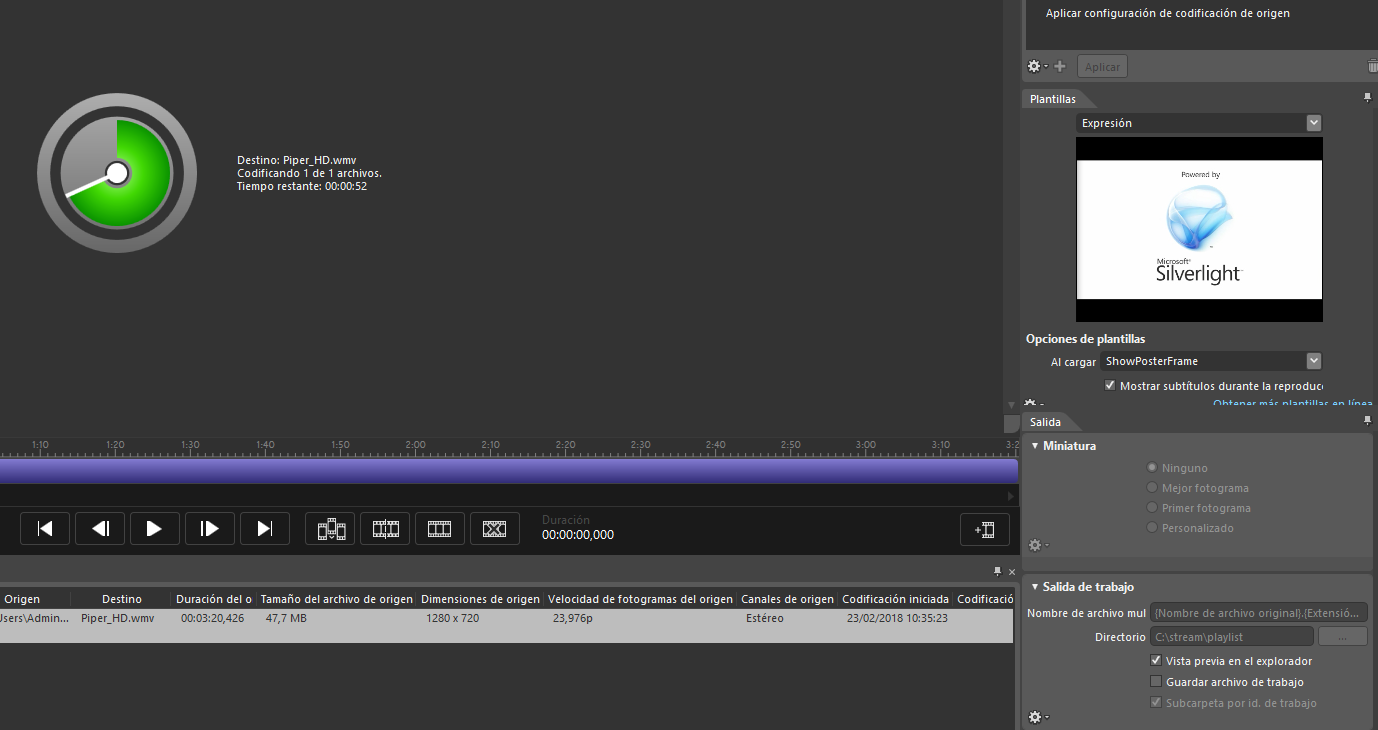 Aplicar configuración de codificación de origen
Aplicar
Plantillas
Expresión
Powered by
Microsoft®
Silverlight™
Destino: Piper_HD.wmv
Codificando 1 de 1 archivos.
Tiempo restante: 00:00:52
Opciones de plantillas
Al cargar ShowPosterFrame
Mostrar subtítulos durante la reproduc
Obtener más plantillas en línea
Salida
Miniatura
Ninguno
Mejor fotograma
Primer fotograma
Personalizado
1:10 1:20 1:30 1:40 1:50 2:00 2:10 2:20 2:30 2:40 2:50 3:00 3:10 3:2
Duración
00:00:00,000
Origen Destino Duración del o Tamaño del archivo de origen Dimensiones de origen Velocidad de fotogramas del origen Canales de origen Codificación iniciada Codificació
Users\Admin... Piper_HD.wmv 00:03:20,426 47,7 MB 1280 x 720 23,976p Estéreo 23/02/2018 10:35:23
Salida de trabajo
Nombre de archivo mul {Nombre de archivo original}.{Extensió...
Directorio C:\stream\playlist ...
Vista previa en el explorador
Guardar archivo de trabajo
Subcarpeta por id. de trabajo